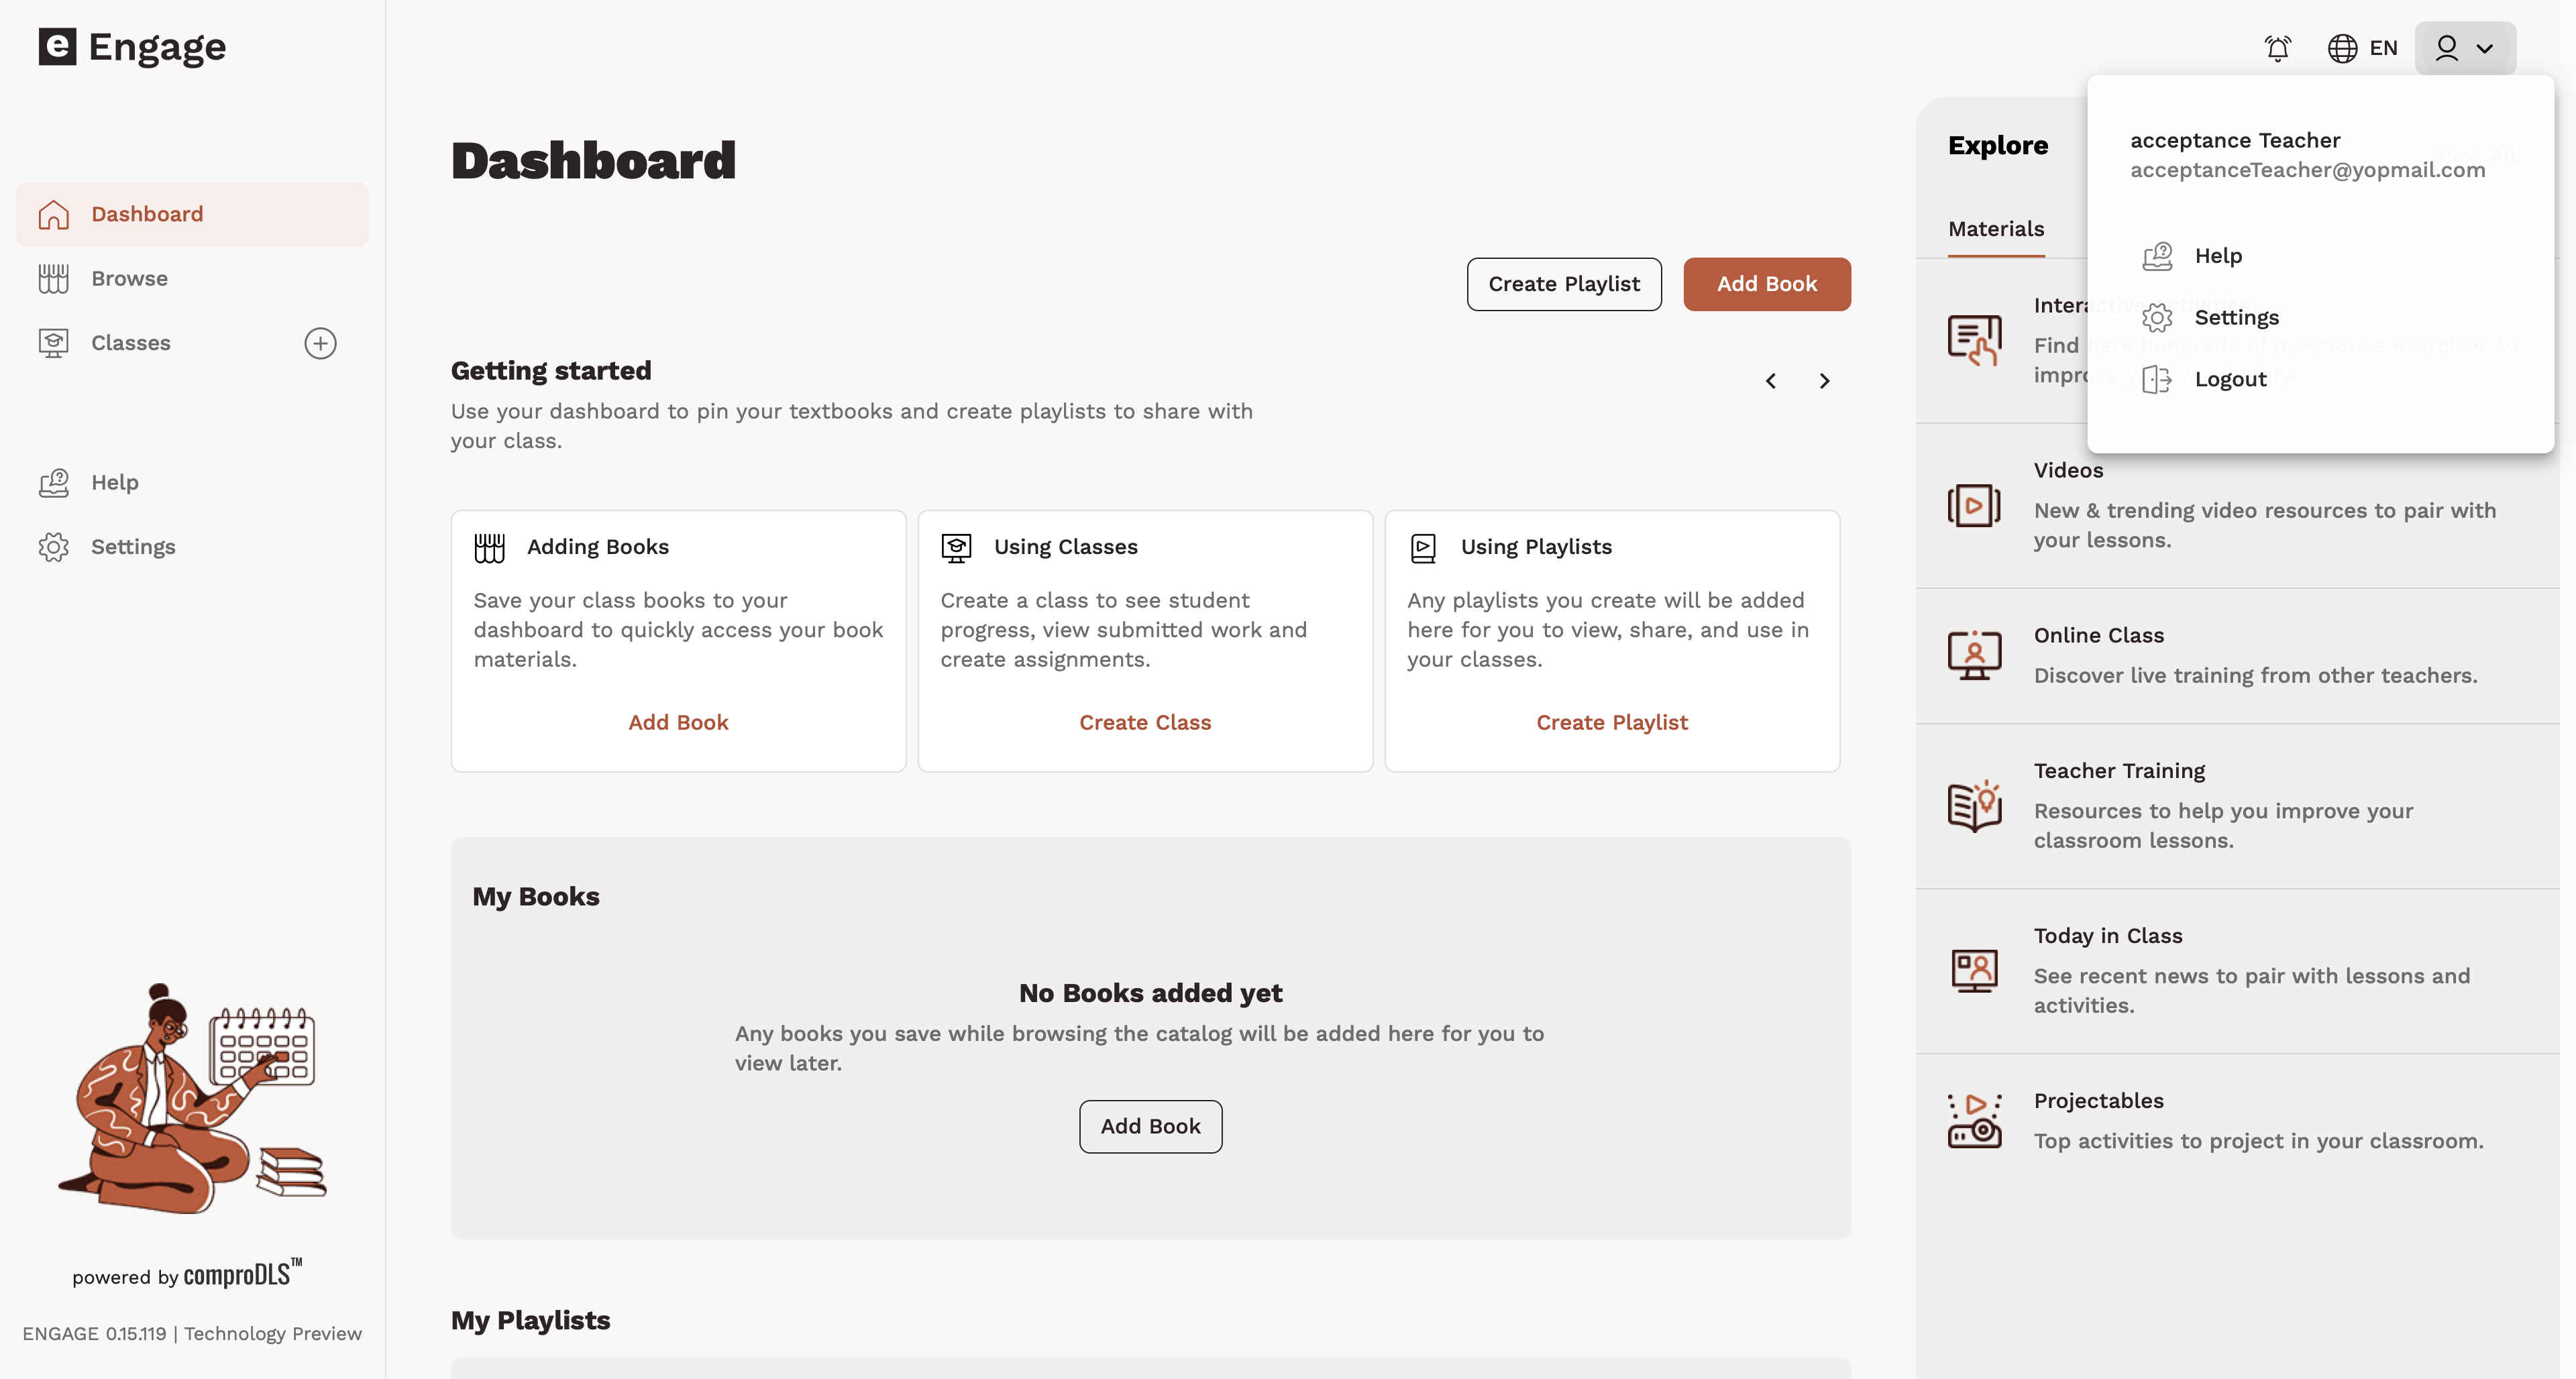 e Engage
EN
Dashboard
Browse
Classes
Help
Settings
powered by comproDLS™
ENGAGE 0.15.119 | Technology Preview
Dashboard
Create Playlist
Add Book
Getting started
Use your dashboard to pin your textbooks and create playlists to share with
your class.
Adding Books
Save your class books to your
dashboard to quickly access your book
materials.
Add Book
Using Classes
Create a class to see student
progress, view submitted work and
create assignments.
Create Class
Using Playlists
Any playlists you create will be added
here for you to view, share, and use in
your classes.
Create Playlist
My Books
No Books added yet
Any books you save while browsing the catalog will be added here for you to
view later.
Add Book
My Playlists
acceptance Teacher
acceptanceTeacher@yopmail.com
Help
Settings
Logout
Explore
Materials
Find
Videos
New & trending video resources to pair with
your lessons.
Online Class
Discover live training from other teachers.
Teacher Training
Resources to help you improve your
classroom lessons.
Today in Class
See recent news to pair with lessons and
activities.
Projectables
Top activities to project in your classroom.